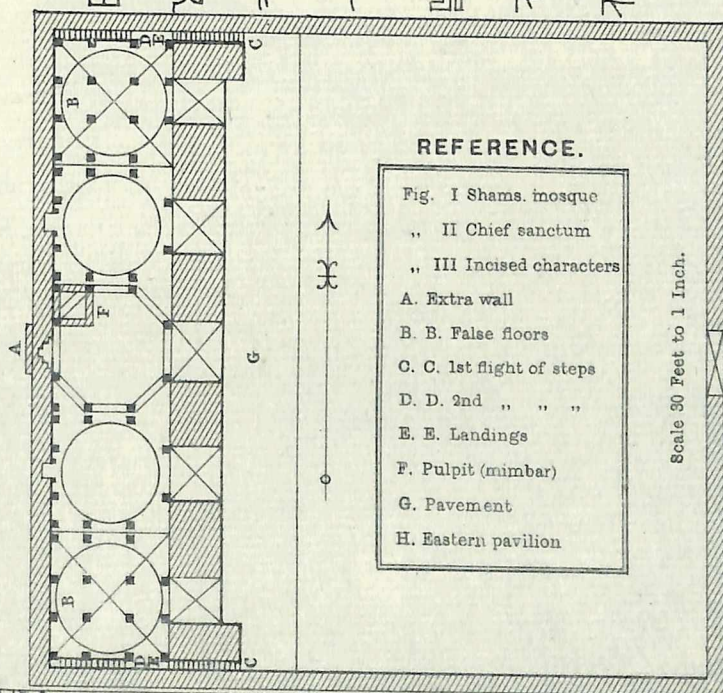 D E
C
B
REFERENCE.
Fig. I Shams. mosque
,, II Chief sanctum
,, III Incised characters
A. Extra wall
B. B. False floors
C. C. 1st flight of steps
D. D. 2nd ,, ,, ,,
E. E. Landings
F. Pulpit (mimbar)
G. Pavement
H. Eastern pavilion
Scale 30 Feet to 1 Inch.
F
A
G
B
D E
C